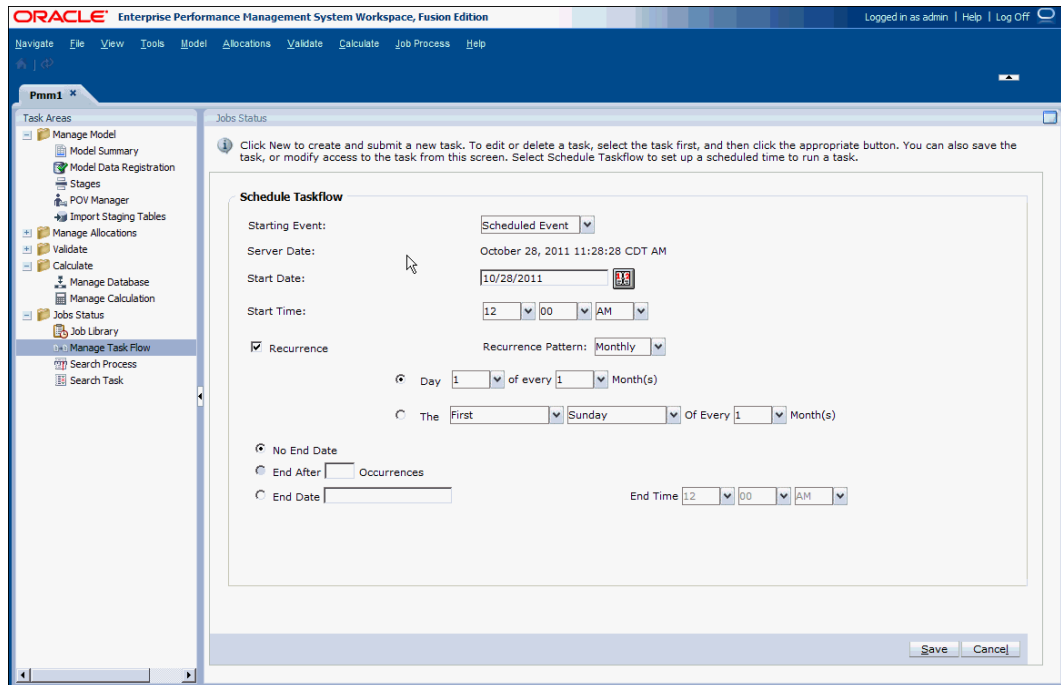 ORACLE Enterprise Performance Management System Workspace, Fusion Edition Logged in as admin | Help | Log Off
Navigate File View Tools Model Allocations Validate Calculate Job Process Help
Pmm1
Task Areas
Manage Model
Model Summary
Model Data Registration
Stages
POV Manager
Import Staging Tables
Manage Allocations
Validate
Calculate
Manage Database
Manage Calculation
Jobs Status
Job Library
Manage Task Flow
Search Process
Search Task
Jobs Status
Click New to create and submit a new task. To edit or delete a task, select the task first, and then click the appropriate button. You can also save the
task, or modify access to the task from this screen. Select Schedule Taskflow to set up a scheduled time to run a task.
Schedule Taskflow
Starting Event: Scheduled Event
Server Date: October 28, 2011 11:28:28 CDT AM
Start Date: 10/28/2011
Start Time: 12 00 AM
Recurrence Recurrence Pattern: Monthly
Day 1 of every 1 Month(s)
The First Sunday Of Every 1 Month(s)
No End Date
End After Occurrences
End Date End Time 12 00 AM
Save Cancel